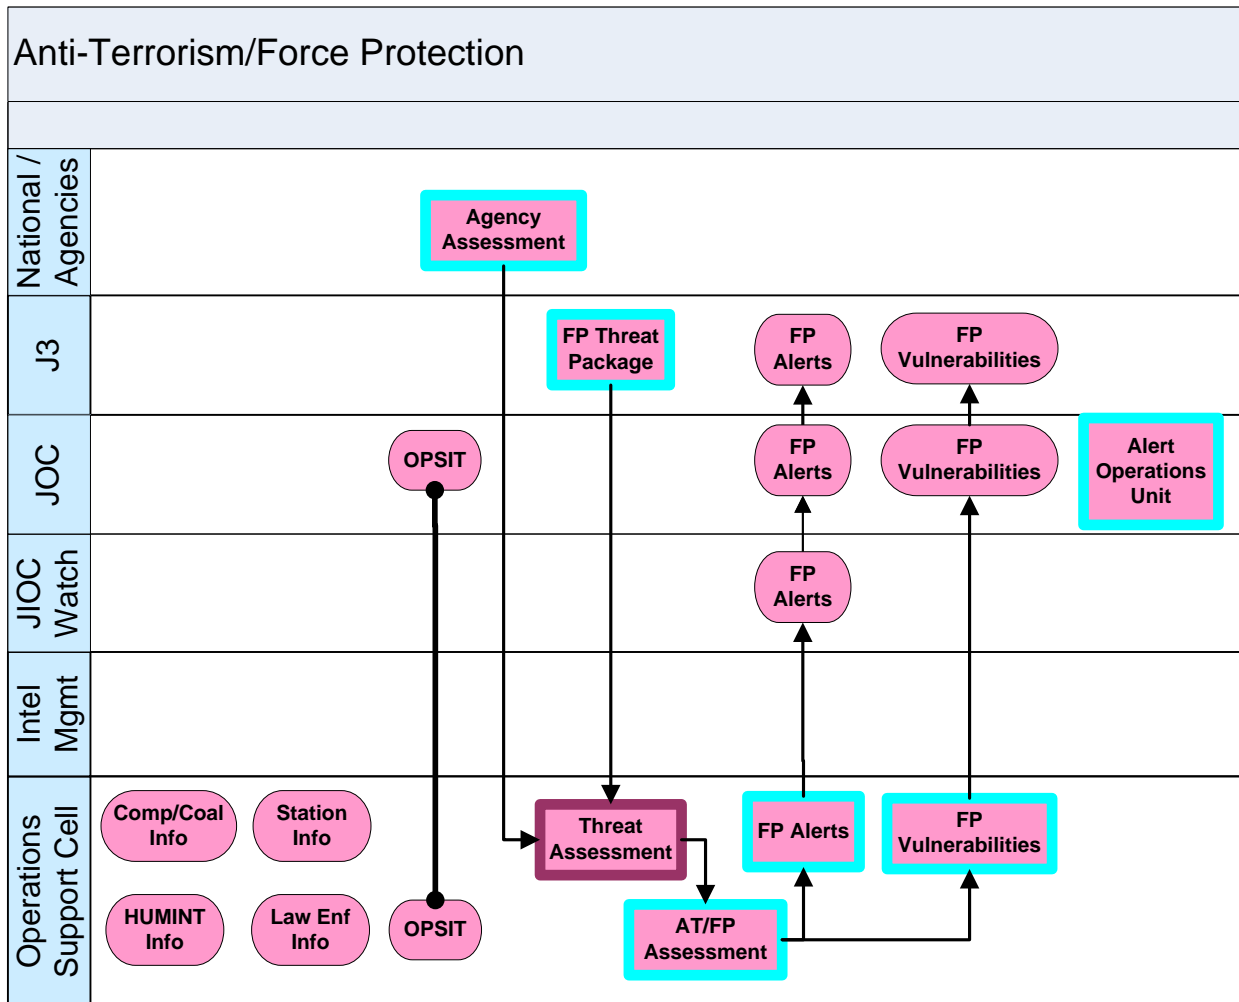 Anti-Terrorism/Force Protection
National /
Agencies
Agency
Assessment
J3
FP Threat
Package
FP
Alerts
FP
Vulnerabilities
JOC
OPSIT
FP
Alerts
FP
Vulnerabilities
Alert
Operations
Unit
JIOC
Watch
FP
Alerts
Intel
Mgmt
Operations
Support Cell
Comp/Coal
Info
Station
Info
Threat
Assessment
FP Alerts
FP
Vulnerabilities
HUMINT
Info
Law Enf
Info
OPSIT
AT/FP
Assessment